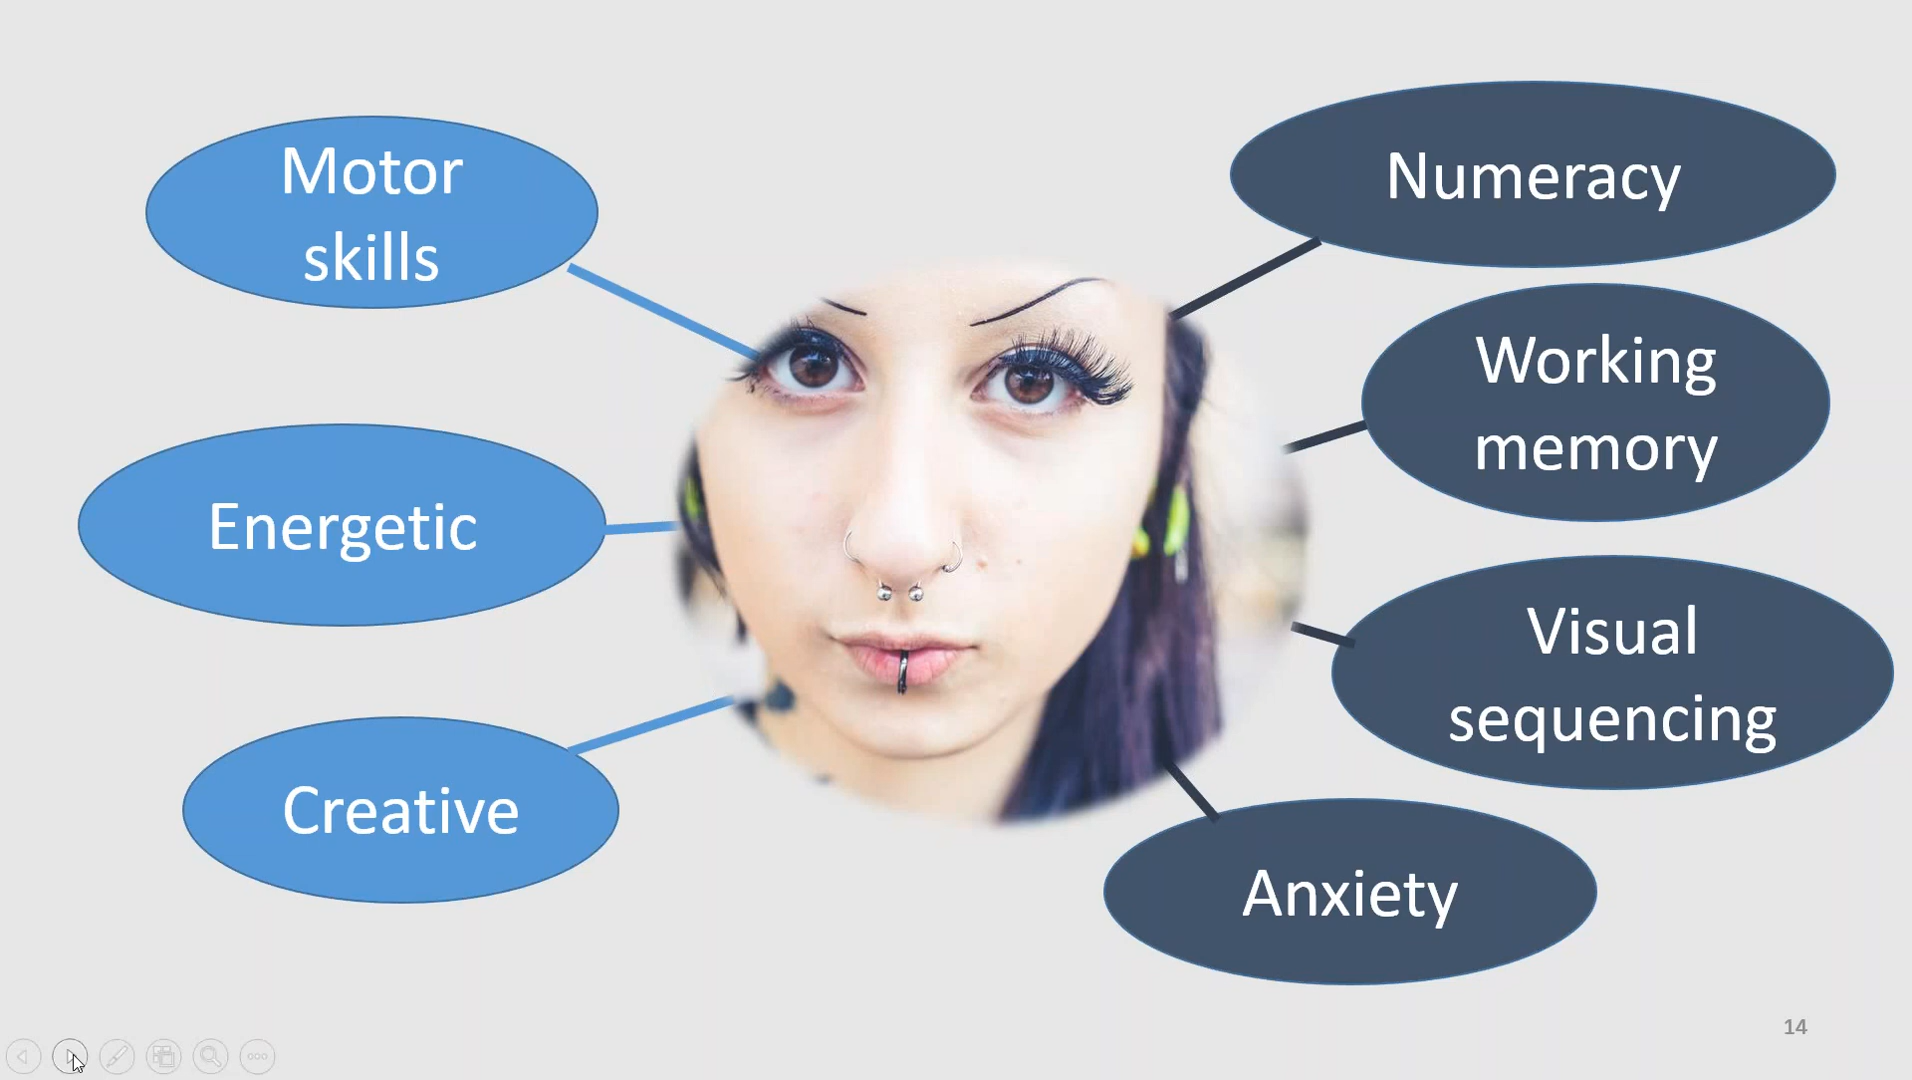 Motor
skills
Energetic
Creative
Numeracy
Working
memory
Visual
sequencing
Anxiety
14